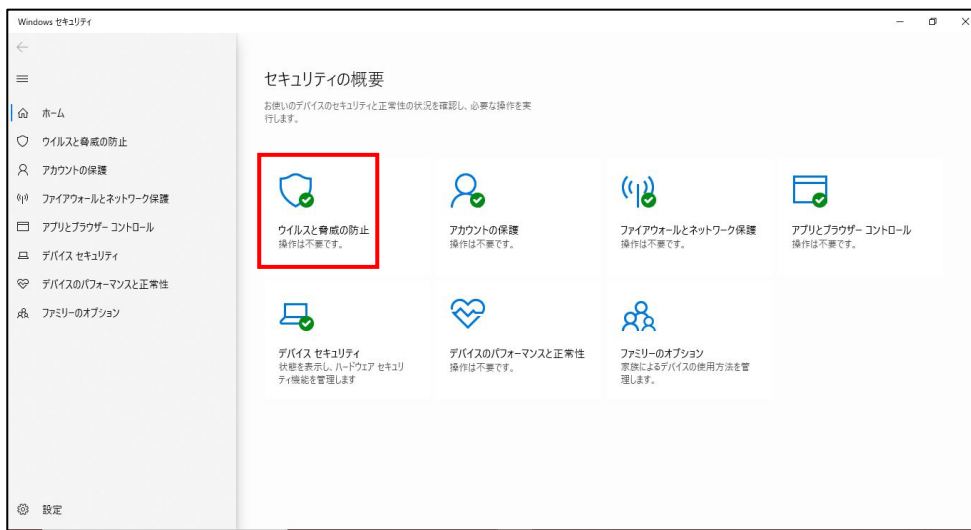 Windows セキュリティ
ホーム
ウイルスと脅威の防止
アカウントの保護
ファイアウォールとネットワーク保護
アプリとブラウザー コントロール
デバイス セキュリティ
デバイスのパフォーマンスと正常性
ファミリーのオプション
設定
セキュリティの概要
お使いのデバイスのセキュリティと正常性の状況を確認し、必要な操作を実
行します。
ウイルスと脅威の防止
操作は不要です。
アカウントの保護
操作は不要です。
ファイアウォールとネットワーク保護
操作は不要です。
アプリとブラウザー コントロール
操作は不要です。
デバイス セキュリティ
状態を表示し、ハードウェア セキュリ
ティ機能を管理します
デバイスのパフォーマンスと正常性
操作は不要です。
ファミリーのオプション
家族によるデバイスの使用方法を管
理します。